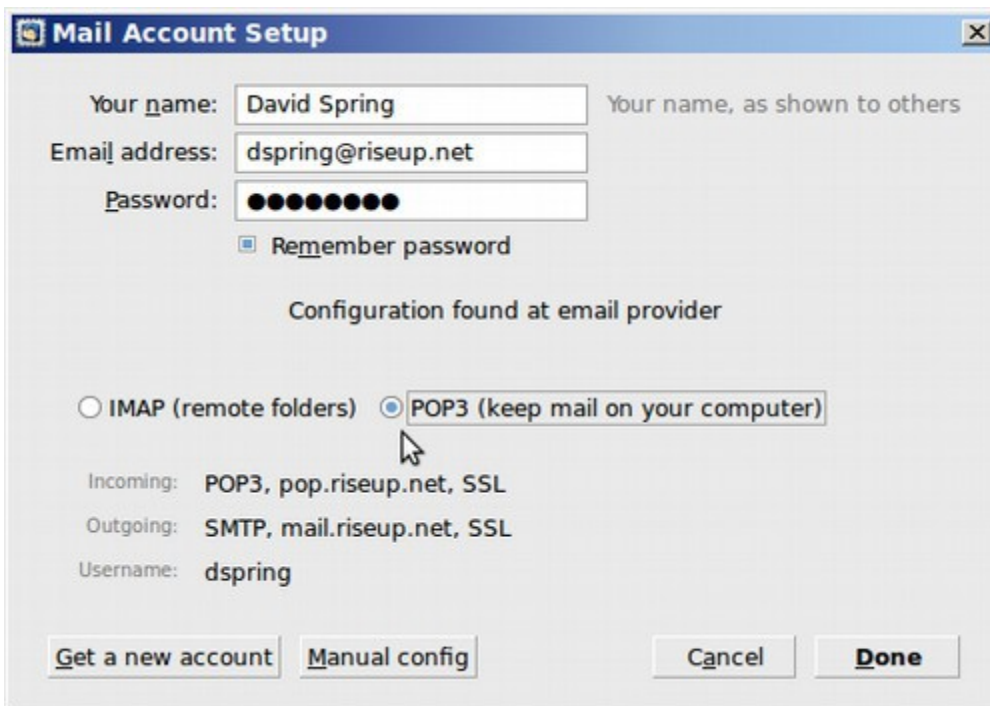 Mail Account Setup
Your name: David Spring Your name, as shown to others
Email address: dspring@riseup.net
Password: ●●●●●●●●
Remember password
Configuration found at email provider
IMAP (remote folders) POP3 (keep mail on your computer)
Incoming: POP3, pop.riseup.net, SSL
Outgoing: SMTP, mail.riseup.net, SSL
Username: dspring
Get a new account Manual config Cancel Done